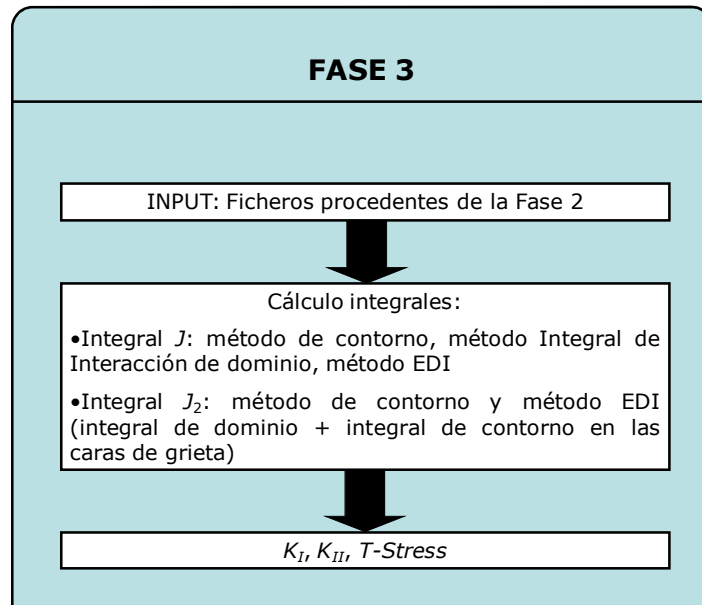 FASE 3
INPUT: Ficheros procedentes de la Fase 2
Cálculo integrales:
•Integral J: método de contorno, método Integral de
Interacción de dominio, método EDI
•Integral J₂: método de contorno y método EDI
(integral de dominio + integral de contorno en las
caras de grieta)
K_I, K_II, T-Stress